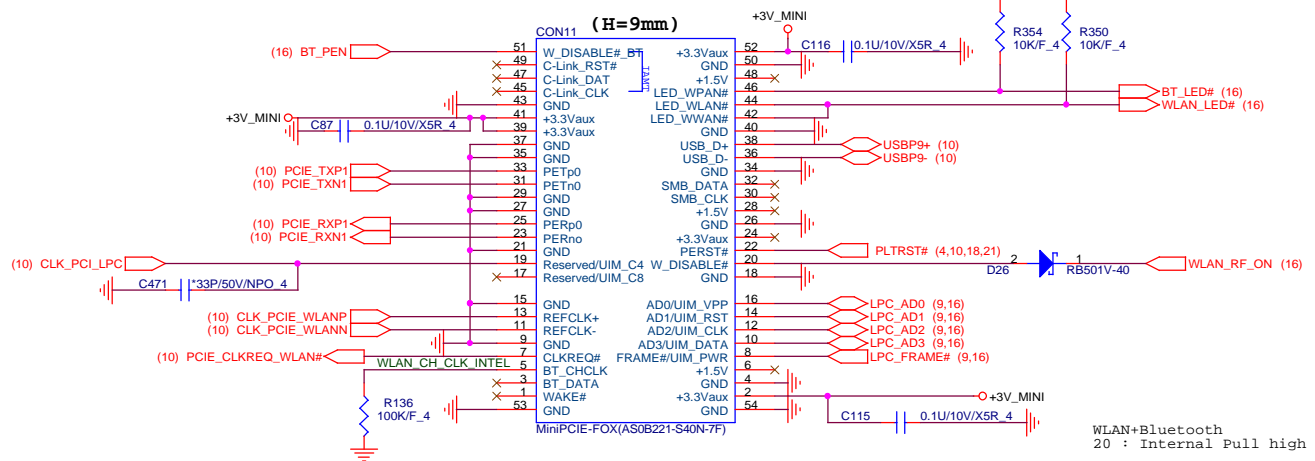 (H=9mm)
CON11
+3V_MINI
R354
10K/F_4
R350
10K/F_4
(16) BT_PEN
51 W_DISABLE#_BT
49 C-Link_RST#
47 C-Link_DAT
45 C-Link_CLK
43 GND
41 +3.3Vaux
39 +3.3Vaux
37 GND
35 GND
33 PETp0
31 PETn0
29 GND
27 GND
25 PERp0
23 PERno
21 GND
19 Reserved/UIM_C4
17 Reserved/UIM_C8
15 GND
13 REFCLK+
11 REFCLK-
9 GND
7 CLKREQ#
5 BT_CHCLK
3 BT_DATA
1 WAKE#
53 GND
IAMT
+3.3Vaux 52
GND 50
+1.5V 48
LED_WPAN# 46
LED_WLAN# 44
LED_WWAN# 42
GND 40
USB_D+ 38
USB_D- 36
GND 34
SMB_DATA 32
SMB_CLK 30
+1.5V 28
GND 26
+3.3Vaux 24
PERST# 22
W_DISABLE# 20
GND 18
AD0/UIM_VPP 16
AD1/UIM_RST 14
AD2/UIM_CLK 12
AD3/UIM_DATA 10
FRAME#/UIM_PWR 8
+1.5V 6
GND 4
+3.3Vaux 2
GND 54
MiniPCIE-FOX(AS0B221-S40N-7F)
+3V_MINI
C87
0.1U/10V/X5R_4
(10) PCIE_TXP1
(10) PCIE_TXN1
(10) PCIE_RXP1
(10) PCIE_RXN1
(10) CLK_PCI_LPC
C471
*33P/50V/NPO_4
(10) CLK_PCIE_WLANP
(10) CLK_PCIE_WLANN
(10) PCIE_CLKREQ_WLAN#
WLAN_CH_CLK_INTEL
R136
100K/F_4
C116
0.1U/10V/X5R_4
BT_LED# (16)
WLAN_LED# (16)
USBP9+ (10)
USBP9- (10)
PLTRST# (4,10,18,21)
2
1
D26
RB501V-40
WLAN_RF_ON (16)
LPC_AD0 (9,16)
LPC_AD1 (9,16)
LPC_AD2 (9,16)
LPC_AD3 (9,16)
LPC_FRAME# (9,16)
+3V_MINI
C115
0.1U/10V/X5R_4
WLAN+Bluetooth
20 : Internal Pull high